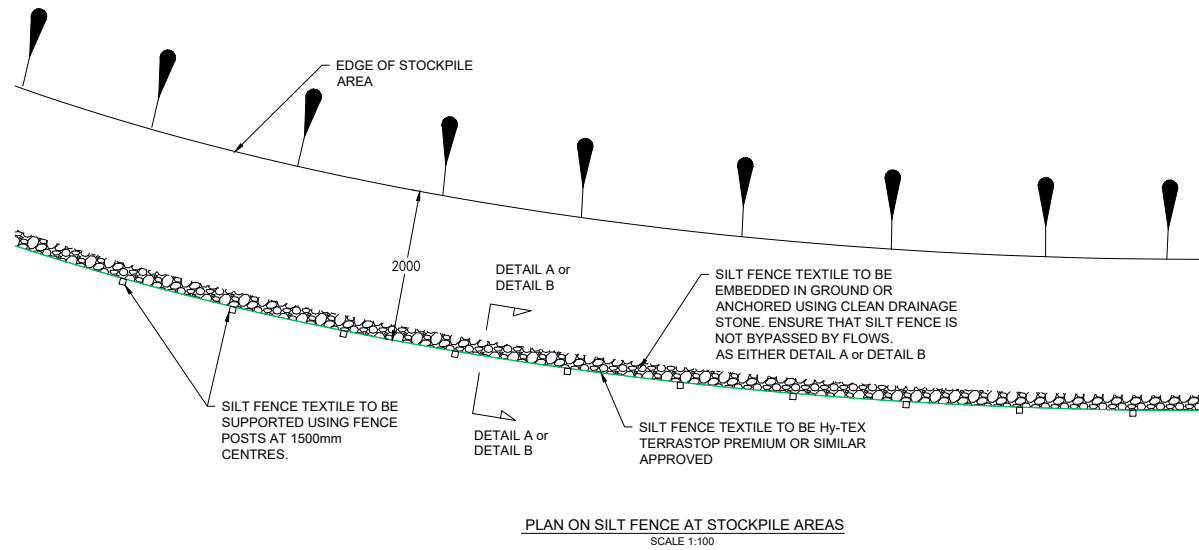 EDGE OF STOCKPILE
AREA
2000
DETAIL A or
DETAIL B
SILT FENCE TEXTILE TO BE
EMBEDDED IN GROUND OR
ANCHORED USING CLEAN DRAINAGE
STONE. ENSURE THAT SILT FENCE IS
NOT BYPASSED BY FLOWS.
AS EITHER DETAIL A or DETAIL B
SILT FENCE TEXTILE TO BE
SUPPORTED USING FENCE
POSTS AT 1500mm
CENTRES.
DETAIL A or
DETAIL B
SILT FENCE TEXTILE TO BE Hy-TEX
TERRASTOP PREMIUM OR SIMILAR
APPROVED
PLAN ON SILT FENCE AT STOCKPILE AREAS
SCALE 1:100